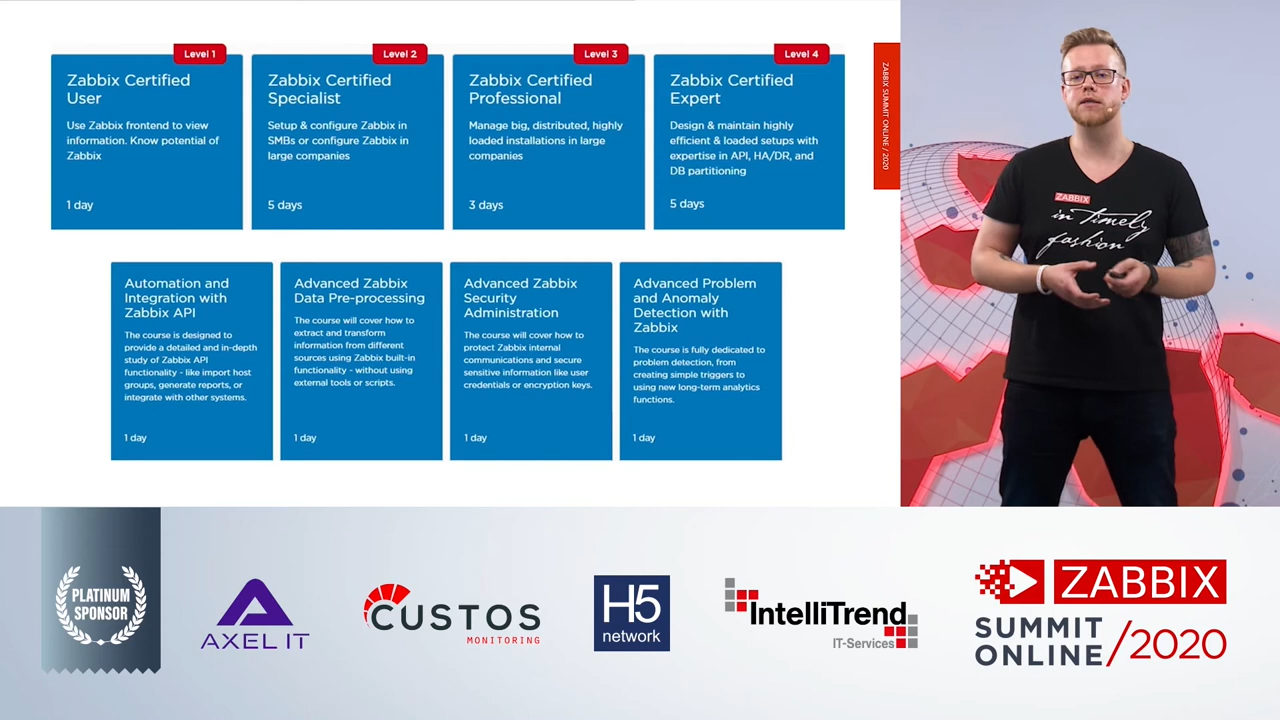 Level 1
Zabbix Certified
User
Use Zabbix frontend to view
information. Know potential of
Zabbix
1 day
Level 2
Zabbix Certified
Specialist
Setup & configure Zabbix in
SMBs or configure Zabbix in
large companies
5 days
Level 3
Zabbix Certified
Professional
Manage big, distributed, highly
loaded installations in large
companies
3 days
Level 4
Zabbix Certified
Expert
Design & maintain highly
efficient & loaded setups with
expertise in API, HA/DR, and
DB partitioning
5 days
Automation and
Integration with
Zabbix API
The course is designed to
provide a detailed and in-depth
study of Zabbix API
functionality - like import host
groups, generate reports, or
integrate with other systems.
1 day
Advanced Zabbix
Data Pre-processing
The course will cover how to
extract and transform
information from different
sources using Zabbix built-in
functionality - without using
external tools or scripts.
1 day
Advanced Zabbix
Security
Administration
The course will cover how to
protect Zabbix internal
communications and secure
sensitive information like user
credentials or encryption keys.
1 day
Advanced Problem
and Anomaly
Detection with
Zabbix
The course is fully dedicated to
problem detection, from
creating simple triggers to
using new long-term analytics
functions.
1 day
ZABBIX SUMMIT ONLINE / 2020
ZABBIX
in Timely
fashion
PLATINUM
SPONSOR
AXEL IT
CUSTOS
MONITORING
H5
network
IntelliTrend
IT-Services
ZABBIX
SUMMIT
ONLINE /2020